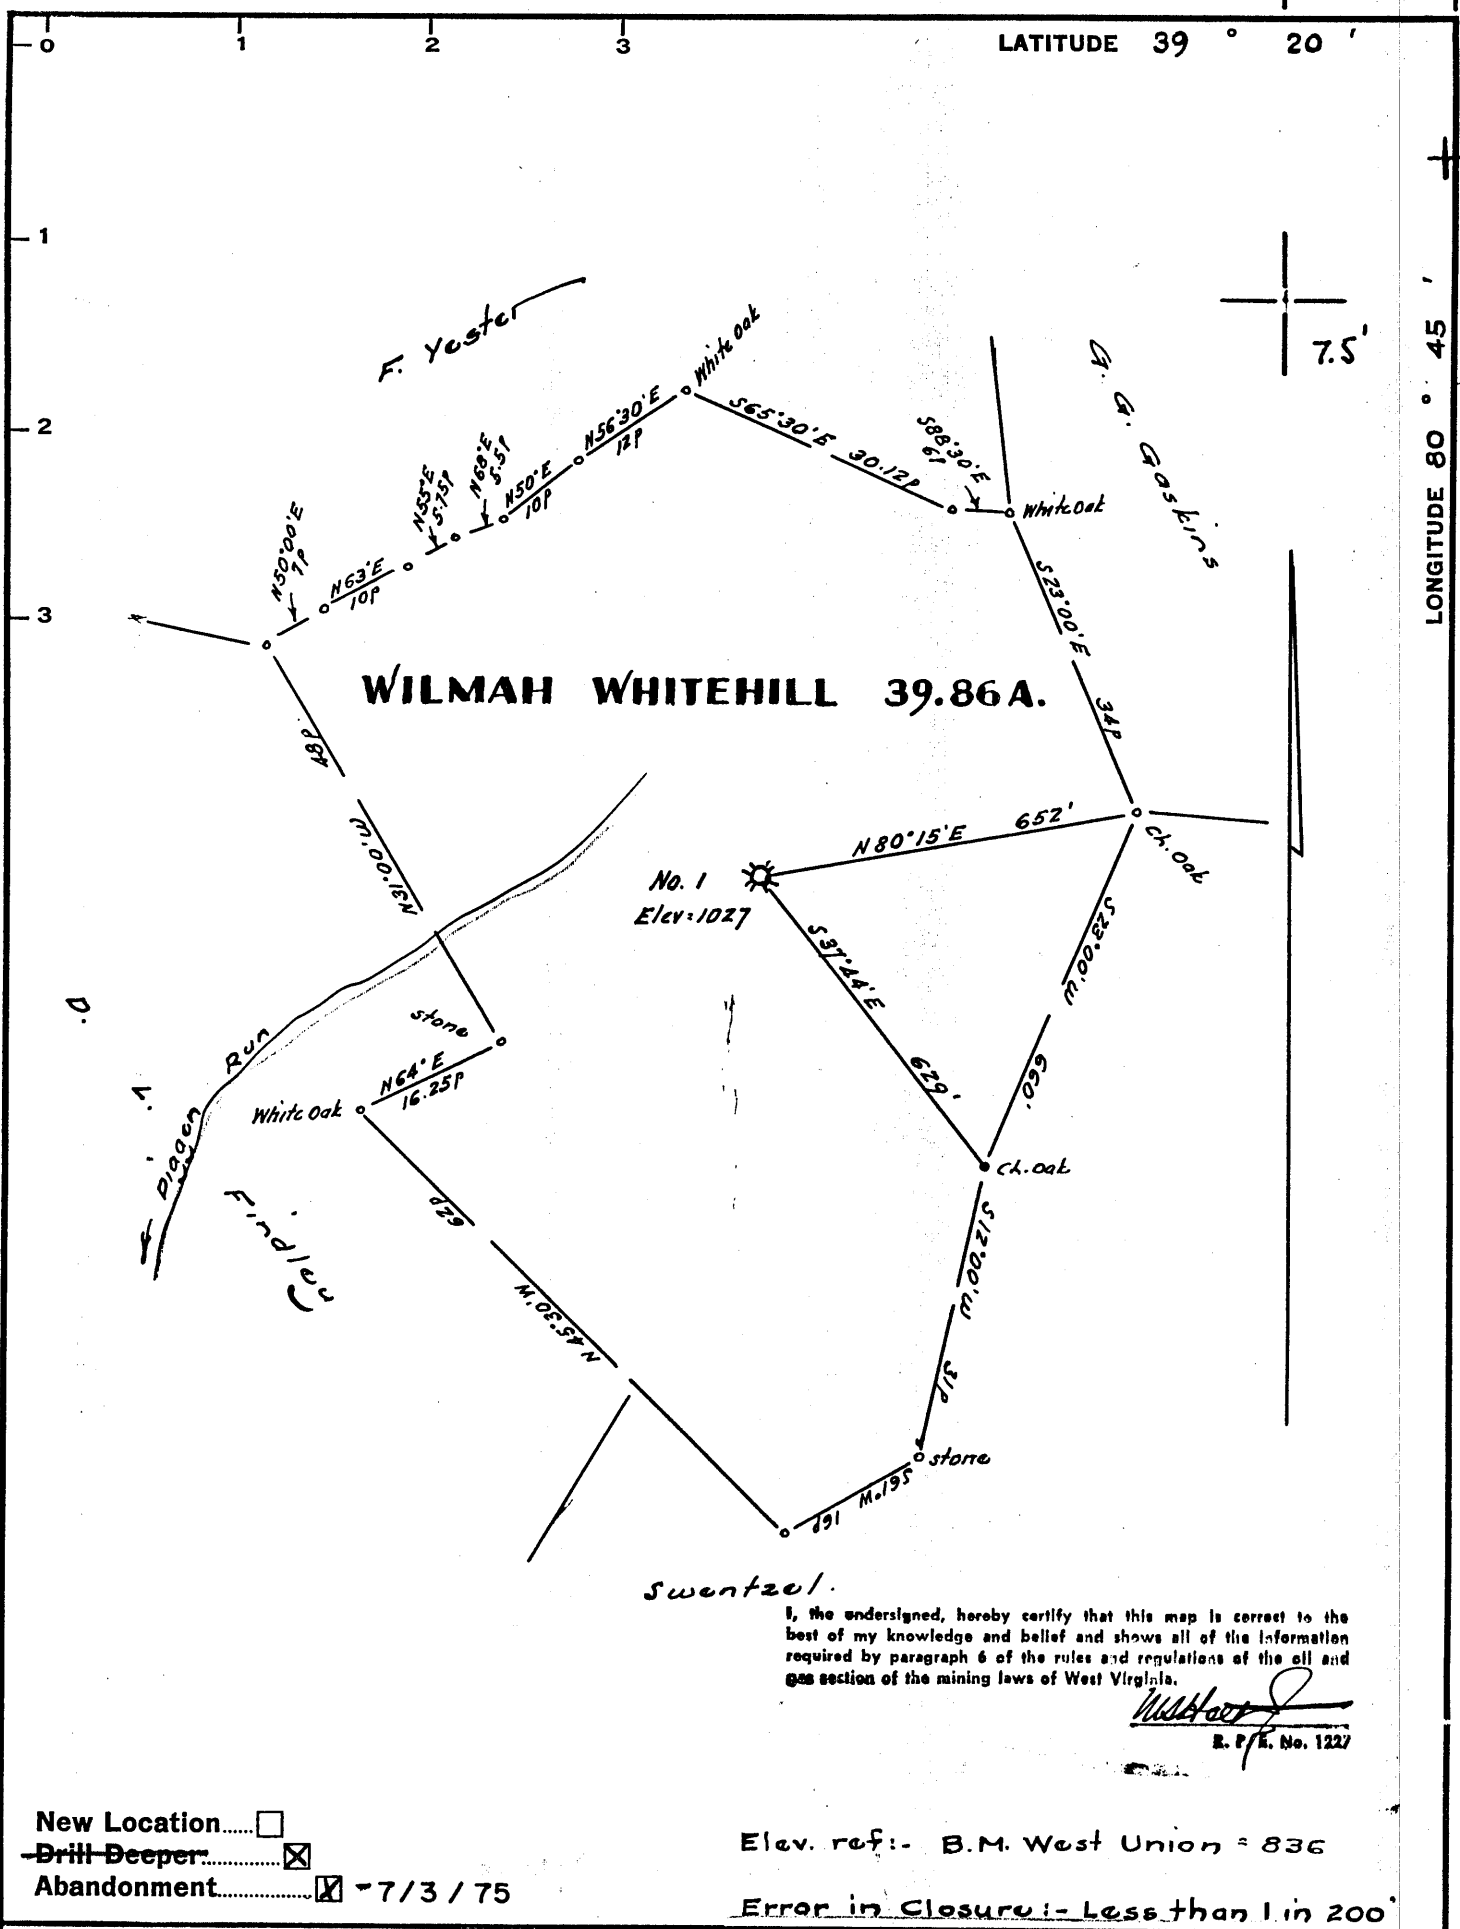 0 1 2 3
LATITUDE 39 ° 20 '
1
2
3
LONGITUDE 80 ° 45 '
7.5'
F. Yester
G. G. Gaskins
White Oak
N56°30'E
12P
S65°30'E 30.12P
S88°30'E
6P
White Oak
N68°E
5.5P
N50°E
10P
N55°E
5.75P
N50°00'E
7P
N63°E
10P
S23°00'E 34P
WILMAH WHITEHILL 39.86 A.
48P N31°00'W
N80°15'E 652'
Ch. Oak
No. 1
Elev=1027
S37°44'E 629'
S23°00'W 660'
D. L. Findley
stone
N64°E
16.25P
White Oak
Run
Ch. Oak
62P N45°30'W
S12°00'W 31P
stone
S61°W 16P
Swentzel.
I, the undersigned, hereby certify that this map is correct to the
best of my knowledge and belief and shows all of the information
required by paragraph 6 of the rules and regulations of the oil and
gas section of the mining laws of West Virginia.
R. P. E. No. 1227
New Location......
Drill Deeper..............
Abandonment................. -7/3/75
Elev. ref:- B.M. West Union = 836
Error in Closure:- Less than 1 in 200'